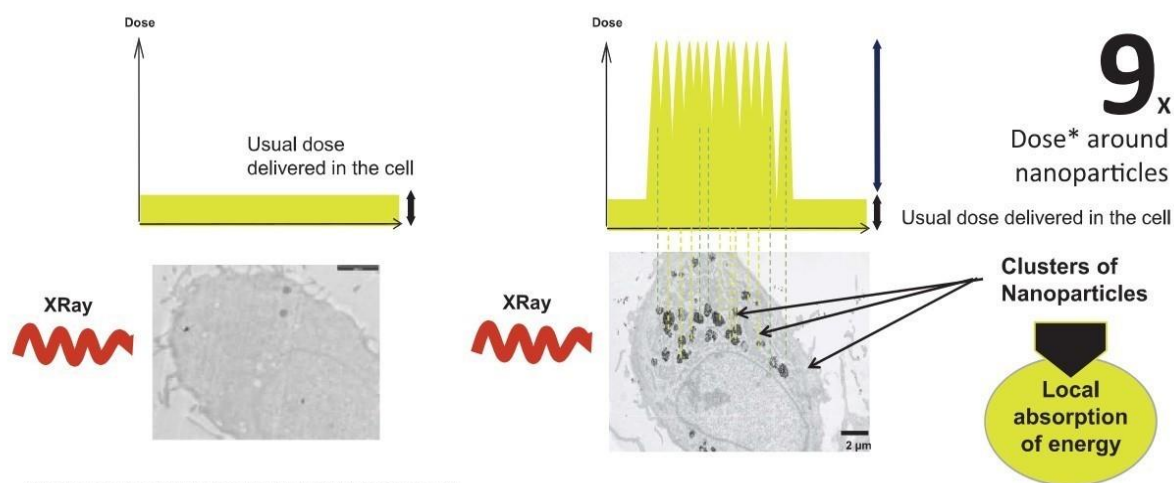 Dose
Usual dose
delivered in the cell
XRay
Dose
9x
Dose* around
nanoparticles
Usual dose delivered in the cell
XRay
Clusters of
Nanoparticles
Local
absorption
of energy
2 µm